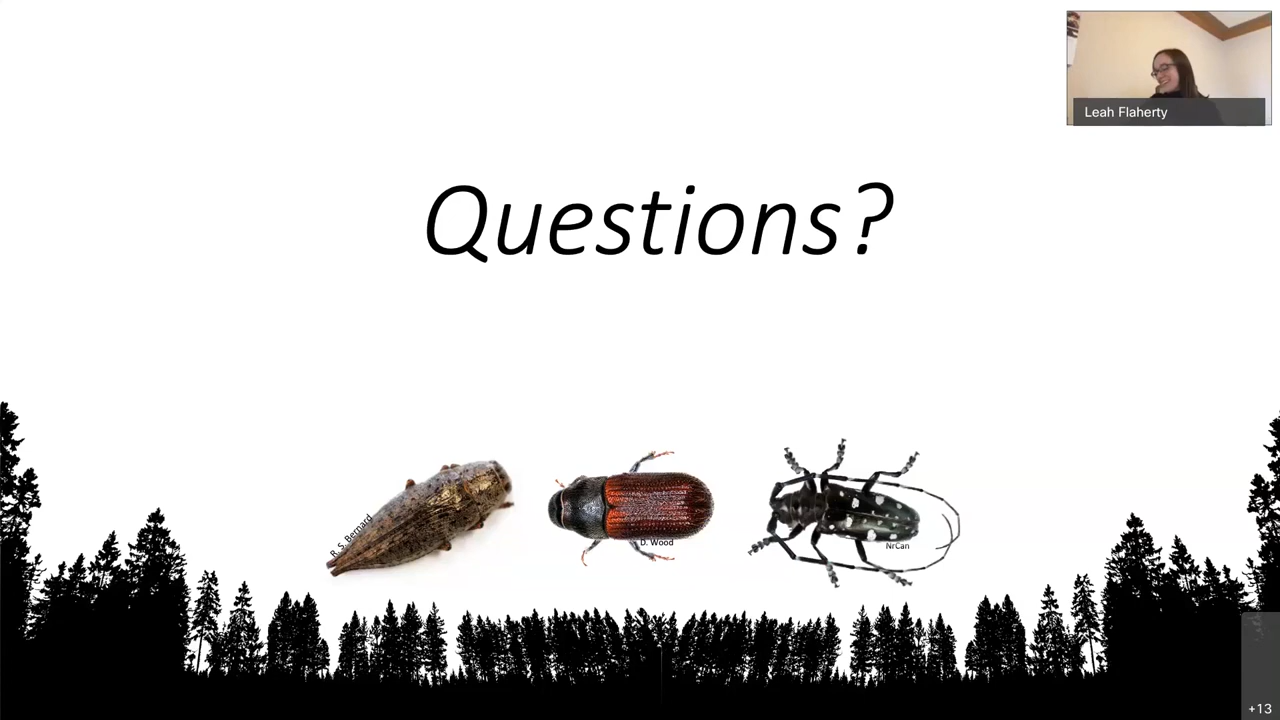 Leah Flaherty
Questions?
R. S. Bernard
D. Wood
NrCan
+13